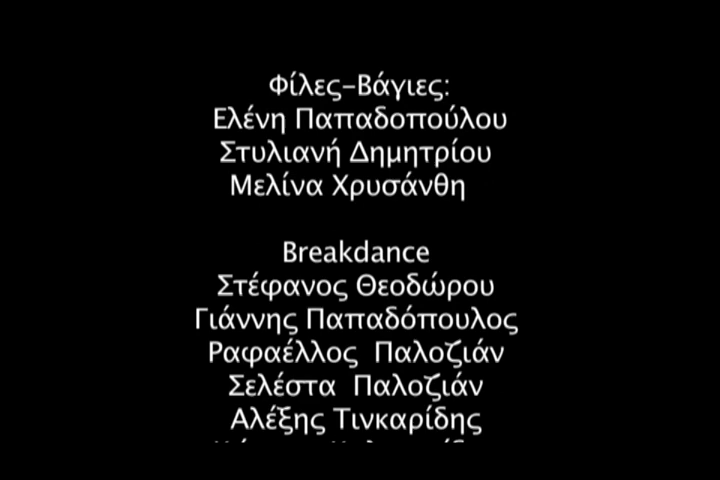 Φίλες-Βάγιες:
Ελένη Παπαδοπούλου
Στυλιανή Δημητρίου
Μελίνα Χρυσάνθη
Breakdance
Στέφανος Θεοδώρου
Γιάννης Παπαδόπουλος
Ραφαέλλος Παλοζιάν
Σελέστα Παλοζιάν
Αλέξης Τινκαρίδης